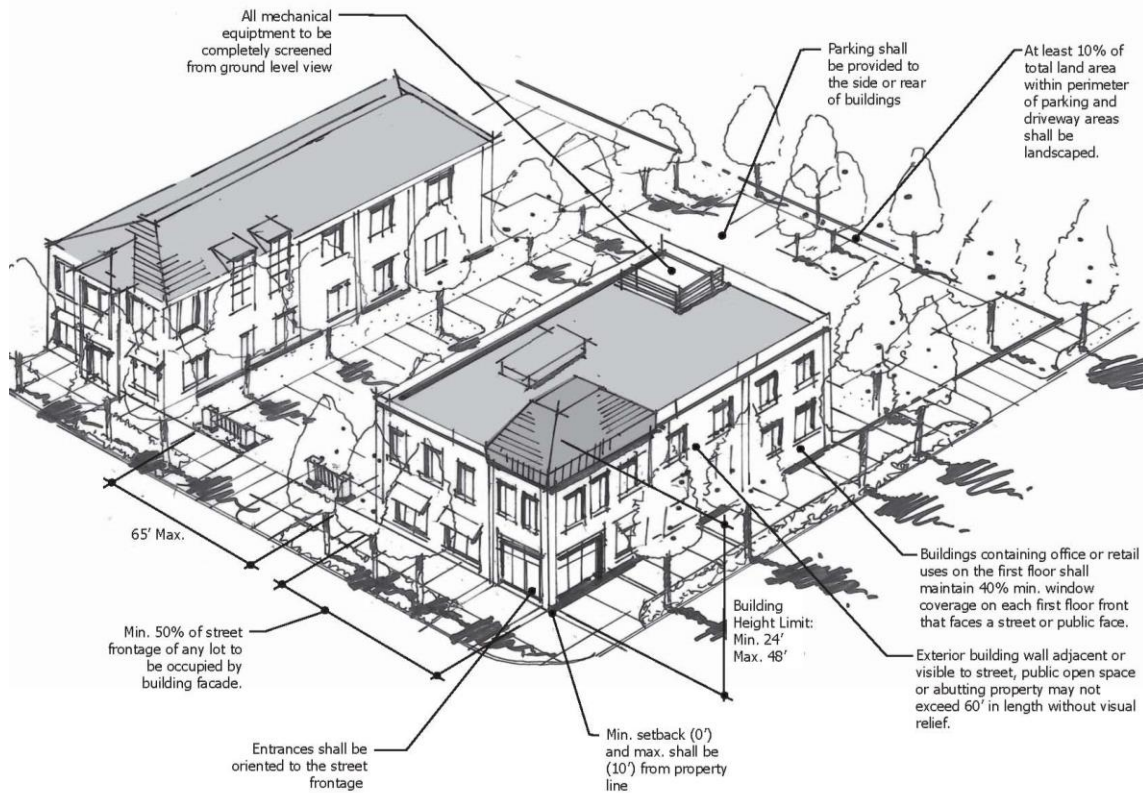 All mechanical
equiptment to be
completely screened
from ground level view
Parking shall
be provided to
the side or rear
of buildings
At least 10% of
total land area
within perimeter
of parking and
driveway areas
shall be
landscaped.
65’ Max.
Min. 50% of street
frontage of any lot to
be occupied by
building facade.
Entrances shall be
oriented to the street
frontage
Min. setback (0’)
and max. shall be
(10’) from property
line
Building
Height Limit:
Min. 24’
Max. 48’
Buildings containing office or retail
uses on the first floor shall
maintain 40% min. window
coverage on each first floor front
that faces a street or public face.
Exterior building wall adjacent or
visible to street, public open space
or abutting property may not
exceed 60’ in length without visual
relief.